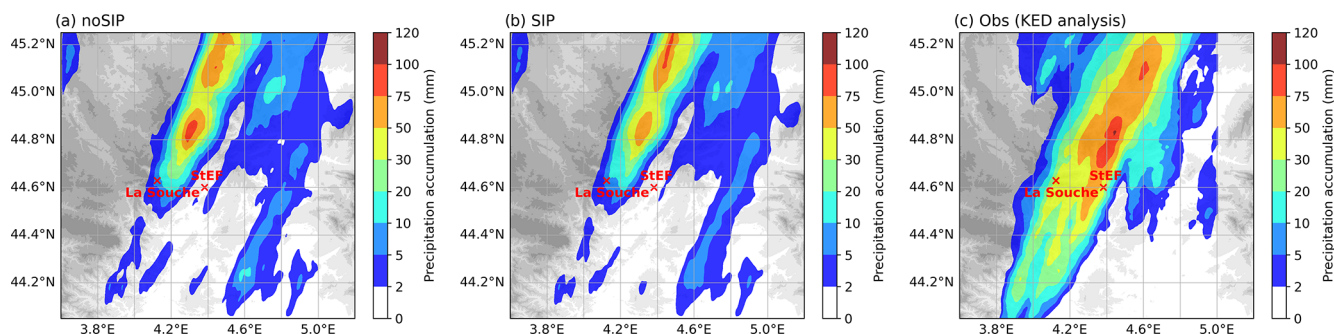 (a) noSIP
45.2°N
45.0°N
44.8°N
44.6°N
44.4°N
44.2°N
3.8°E 4.2°E 4.6°E 5.0°E
StEF
La Souche
120
100
75
50
30
20
10
5
2
0
Precipitation accumulation (mm)
(b) SIP
45.2°N
45.0°N
44.8°N
44.6°N
44.4°N
44.2°N
3.8°E 4.2°E 4.6°E 5.0°E
StEF
La Souche
120
100
75
50
30
20
10
5
2
0
Precipitation accumulation (mm)
(c) Obs (KED analysis)
45.2°N
45.0°N
44.8°N
44.6°N
44.4°N
44.2°N
3.8°E 4.2°E 4.6°E 5.0°E
StEF
La Souche
120
100
75
50
30
20
10
5
2
0
Precipitation accumulation (mm)